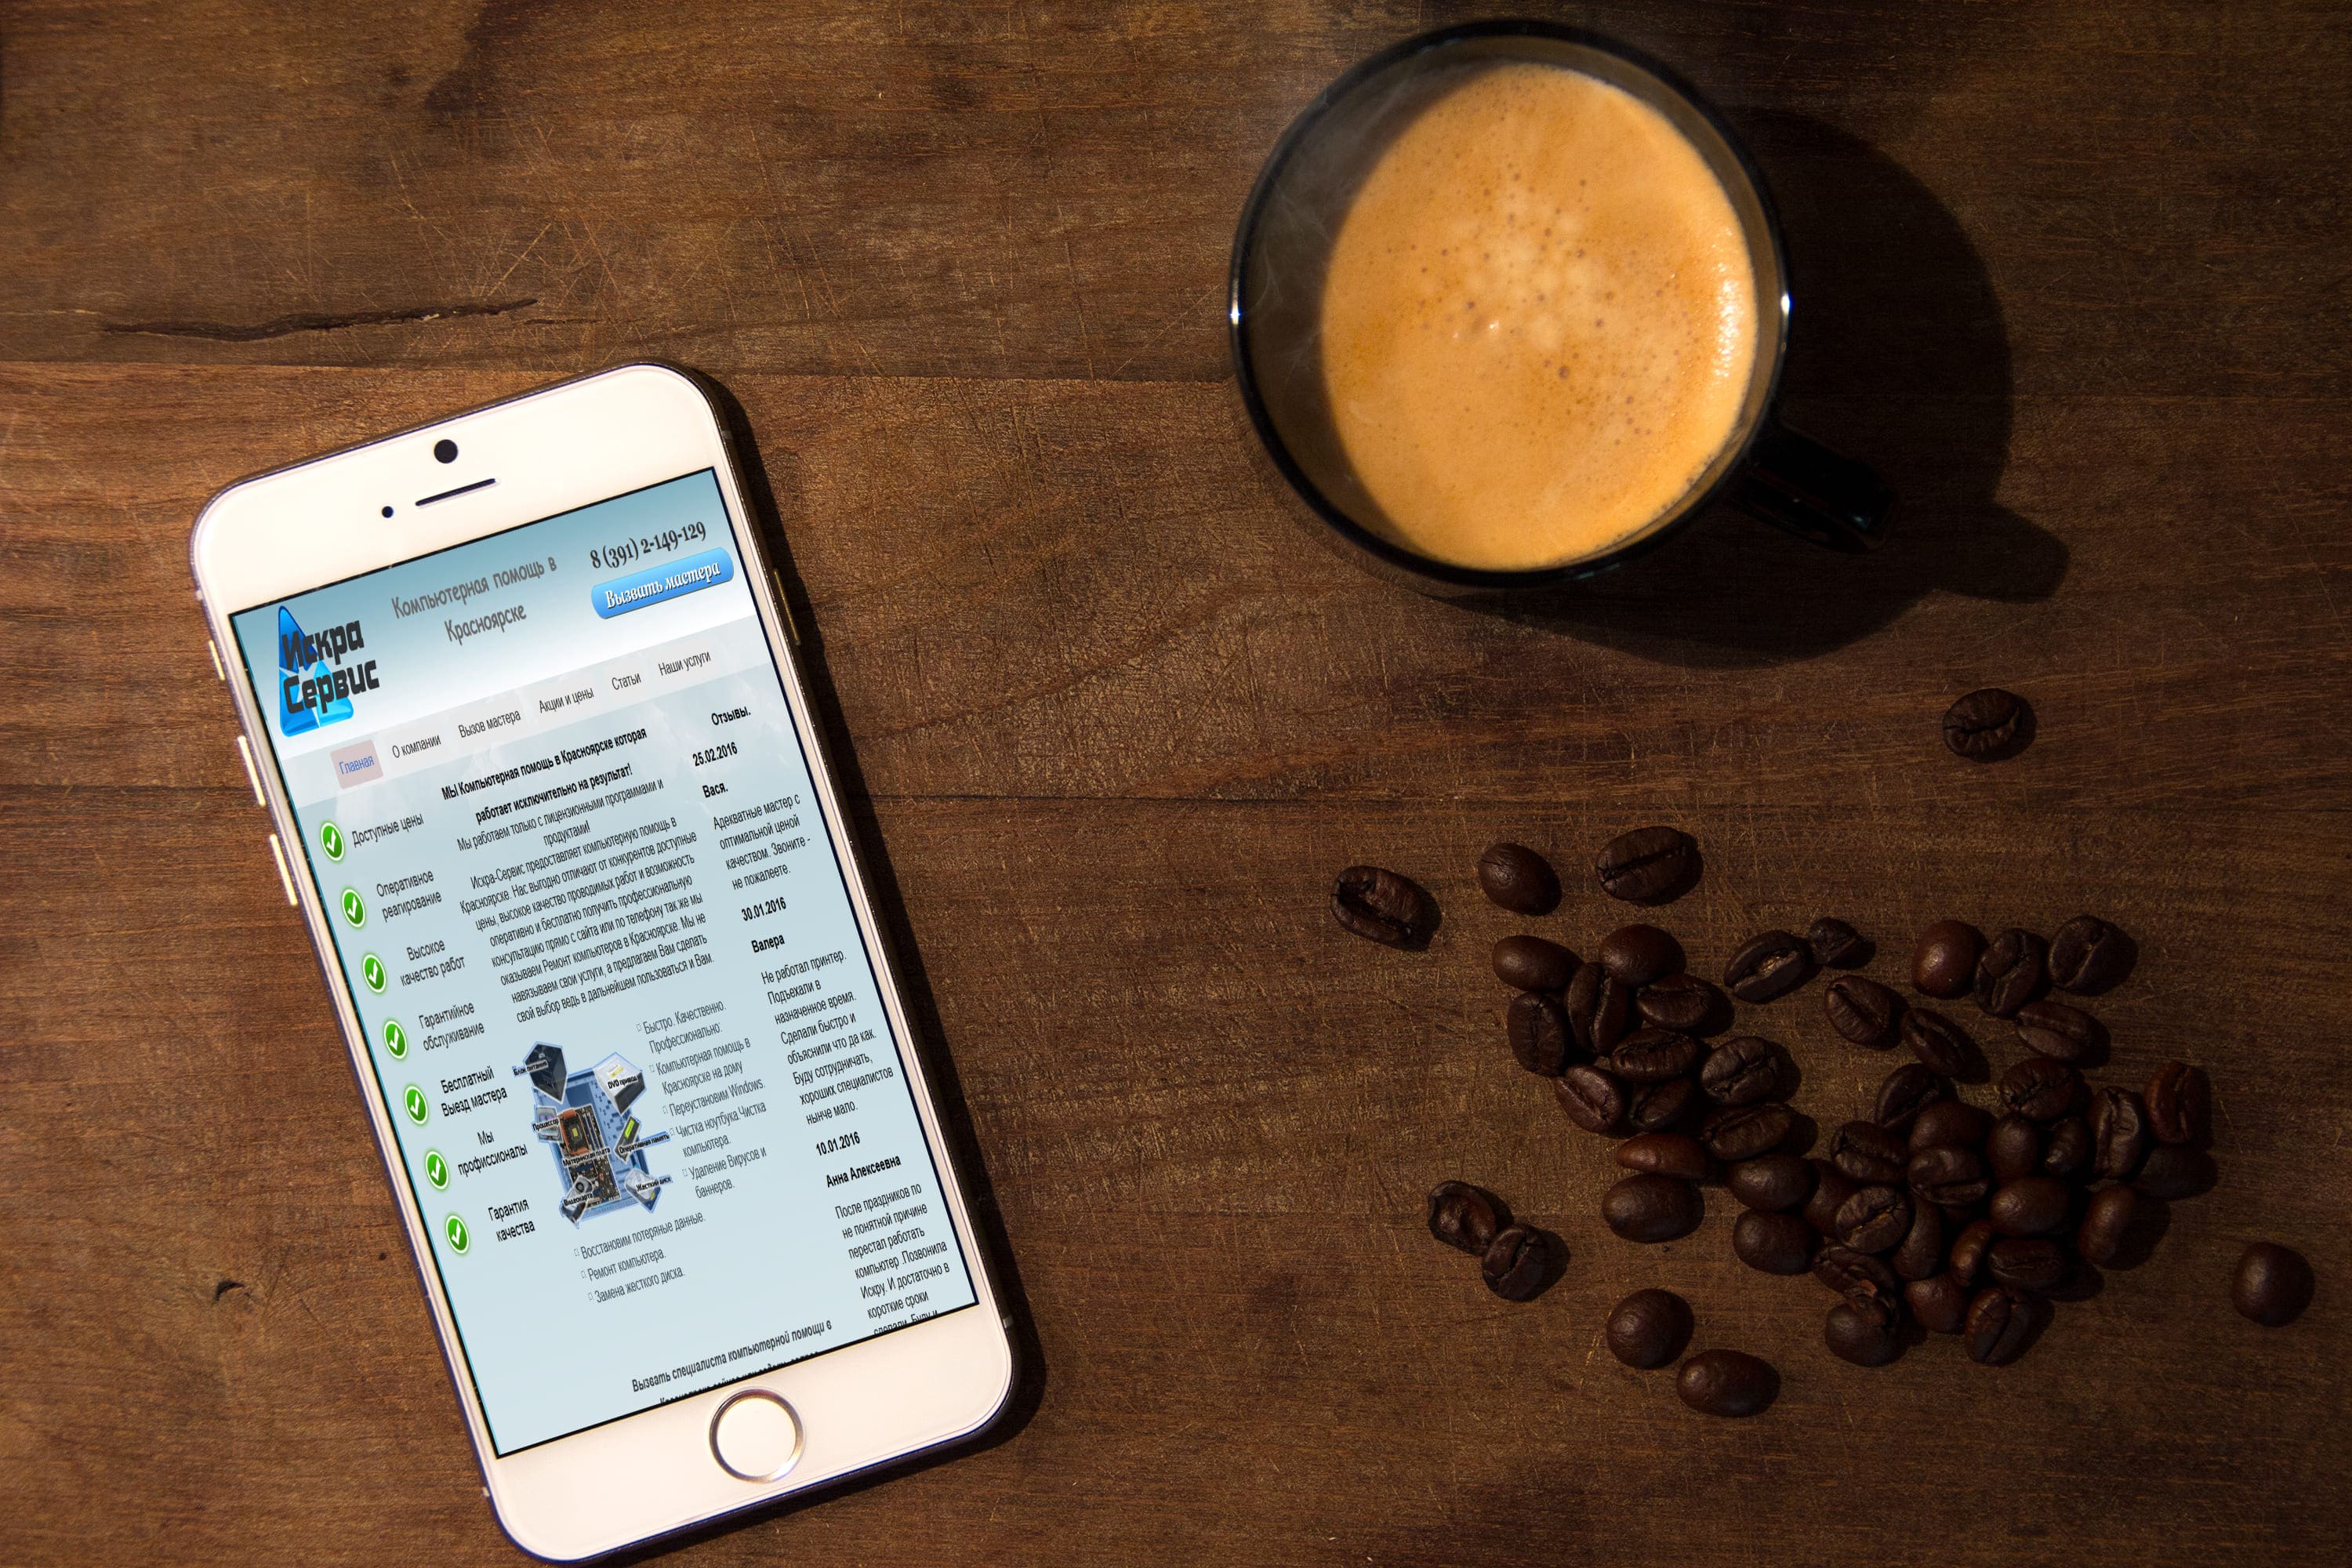 Искра
Сервис
Компьютерная помощь в
Красноярске
8 (391) 2-149-129
Вызвать мастера
Главная
О компании
Вызов мастера
Акции и цены
Статьи
Наши услуги
Доступные цены
Оперативное
реагирование
Высокое
качество работ
Гарантийное
обслуживание
Бесплатный
Выезд мастера
Мы
профиссионалы
Гарантия
качества
МЫ Компьютерная помощь в Красноярске которая
работает исключительно на результат!
Мы работаем только с лицензионными программами и
продуктами!
Искра-Сервис предоставляет компьютерную помощь в
Красноярске. Нас выгодно отличают от конкурентов доступные
цены, высокое качество проводимых работ и возможность
оперативно и бесплатно получить профессиональную
консультацию прямо с сайта или по телефону так же мы
оказываем Ремонт компьютеров в Красноярске. Мы не
навязываем свои услуги, а предлагаем Вам сделать
свой выбор ведь в дальнейшем пользоваться и Вам.
Блок питания
DVD привод
Процессор
Оперативная память
Материнская плата
Видеокарта
Жесткий диск
Быстро. Качественно.
Профессионально:
Компьютерная помощь в
Красноярске на дому
Переустановим Windows.
Чистка ноутбука.Чистка
компьютера.
Удаление Вирусов и
баннеров.
Восстановим потеряные данные.
Ремонт компьютера.
Замена жесткого диска.
Вызвать специалиста компьютерной помощи в
Отзывы.
25.02.2016
Вася.
Адекватные мастер с
оптимальной ценой
качеством. Звоните -
не пожалеете.
30.01.2016
Валера
Не работал принтер.
Подъехали в
назначенное время.
Сделали быстро и
объяснили что да как.
Буду сотрудничать,
хороших специалистов
нынче мало.
10.01.2016
Анна Алексеевна
После праздников по
не понятной причине
перестал работать
компьютер .Позвонила
Искру. И достаточно в
короткие сроки